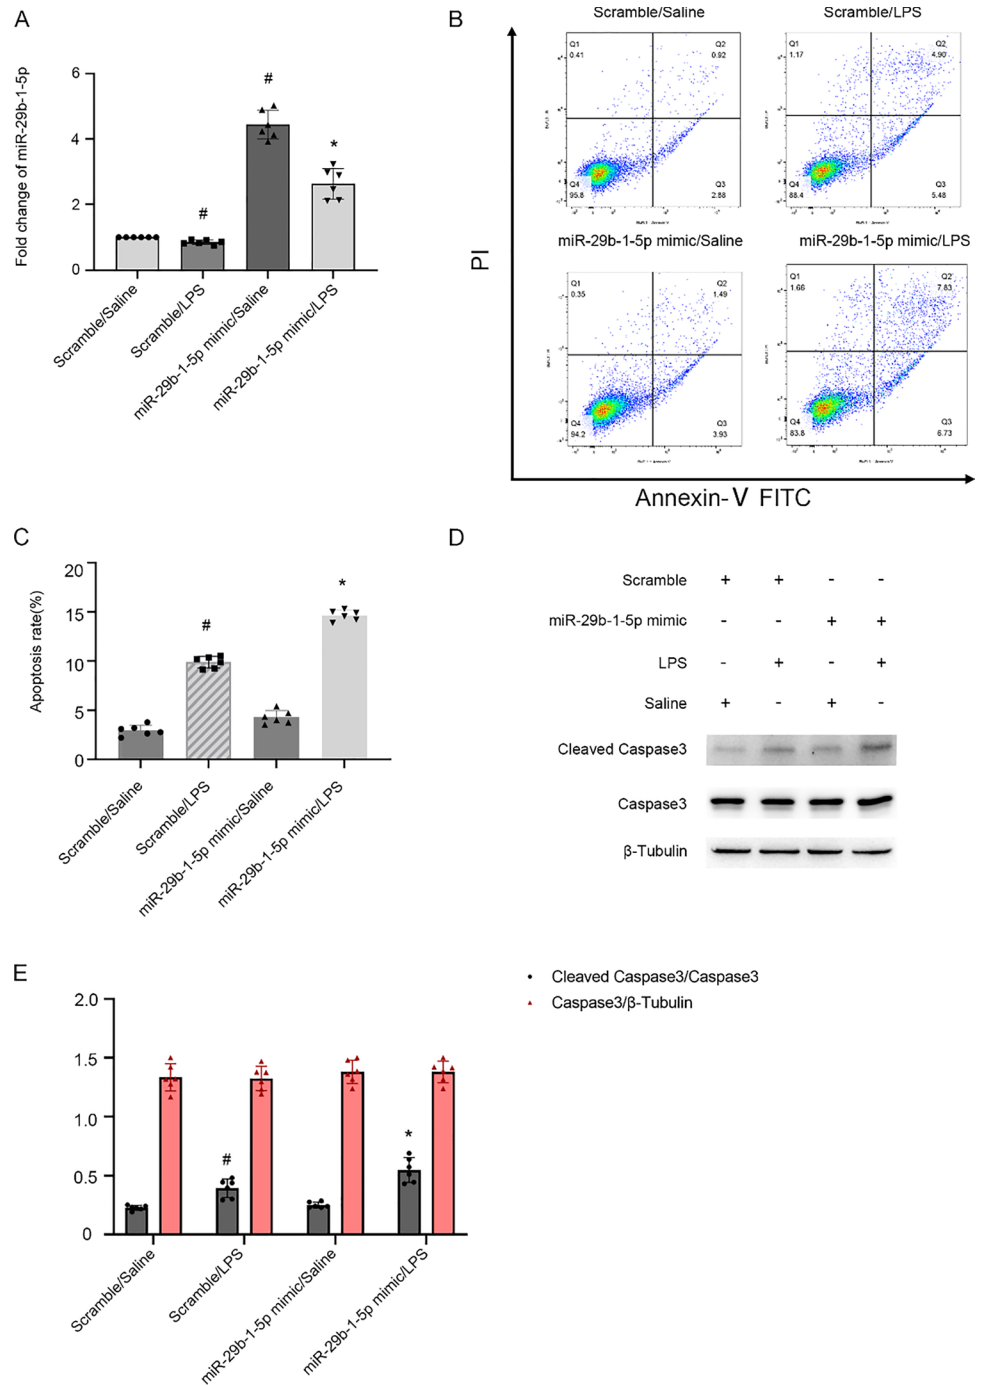 A
Fold change of miR-29b-1-5p
6
4
2
0
#
#
*
Scramble/Saline
Scramble/LPS
miR-29b-1-5p mimic/Saline
miR-29b-1-5p mimic/LPS
B
Scramble/Saline
Scramble/LPS
Q1
0.41
Q2
0.92
Q4
95.8
Q3
2.88
Q1
1.17
Q2
4.90
Q4
88.4
Q3
5.48
miR-29b-1-5p mimic/Saline
miR-29b-1-5p mimic/LPS
Q1
0.35
Q2
1.49
Q4
94.2
Q3
3.93
Q1
1.66
Q2
7.83
Q4
83.8
Q3
6.73
PI
Annexin-V FITC
C
Apoptosis rate(%)
20
15
10
5
0
#
*
Scramble/Saline
Scramble/LPS
miR-29b-1-5p mimic/Saline
miR-29b-1-5p mimic/LPS
D
Scramble + + - -
miR-29b-1-5p mimic - - + +
LPS - + - +
Saline + - + -
Cleaved Caspase3
Caspase3
β-Tubulin
E
Cleaved Caspase3/Caspase3
Caspase3/β-Tubulin
2.0
1.5
1.0
0.5
0
#
*
Scramble/Saline
Scramble/LPS
miR-29b-1-5p mimic/Saline
miR-29b-1-5p mimic/LPS